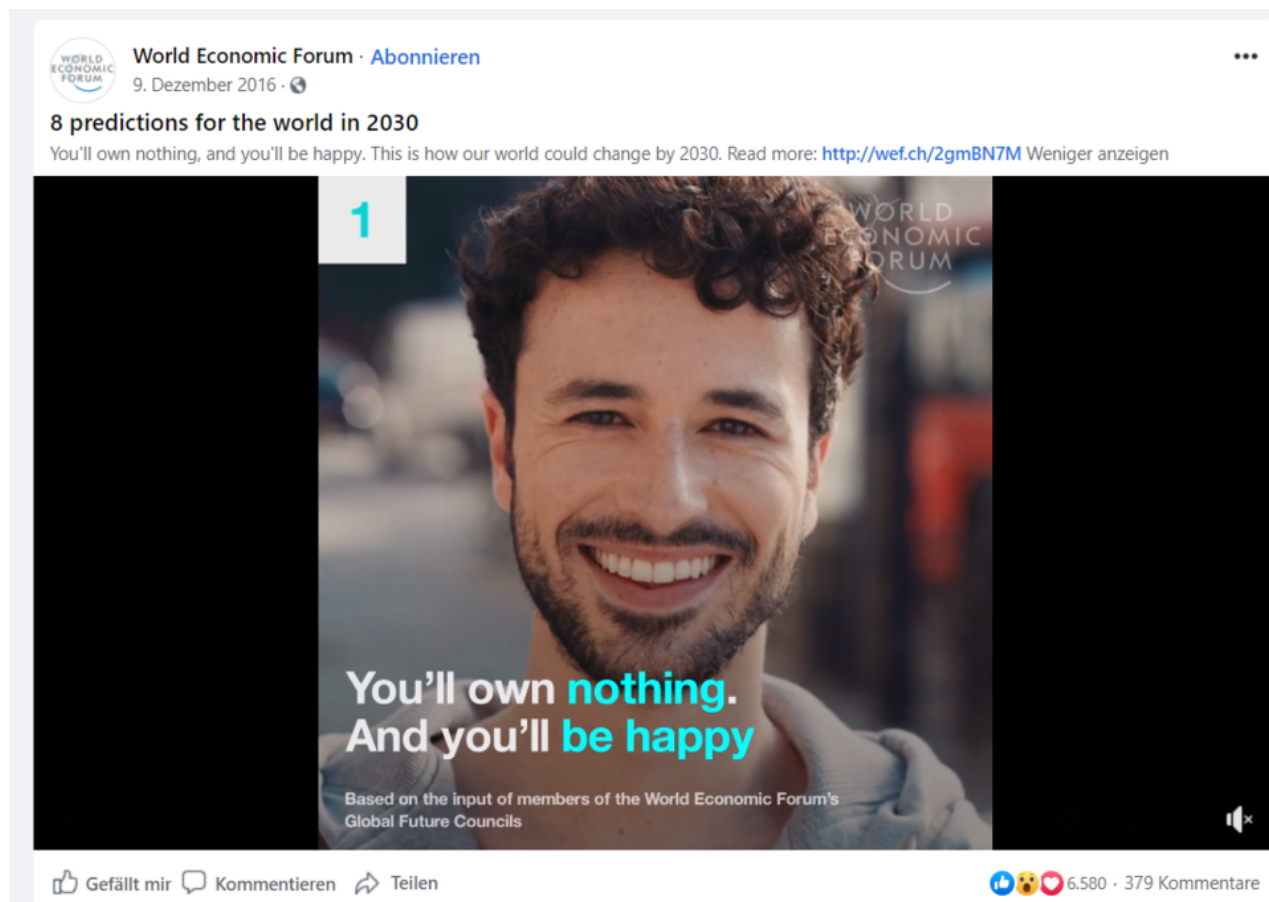 WORLD
ECONOMIC
FORUM
World Economic Forum · Abonnieren
9. Dezember 2016 ·
8 predictions for the world in 2030
You'll own nothing, and you'll be happy. This is how our world could change by 2030. Read more: http://wef.ch/2gmBN7M Weniger anzeigen
1
WORLD
ECONOMIC
FORUM
You'll own nothing.
And you'll be happy
Based on the input of members of the World Economic Forum's
Global Future Councils
Gefällt mir Kommentieren Teilen 6.580 · 379 Kommentare